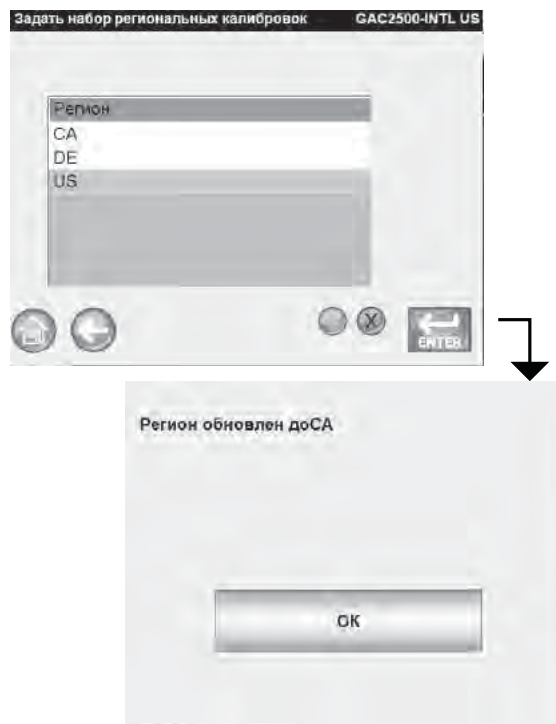 Задать набор региональных калибровок GAC2500-INTL US
Регион
CA
DE
US
X
ENTER
Регион обновлен доCA
OK